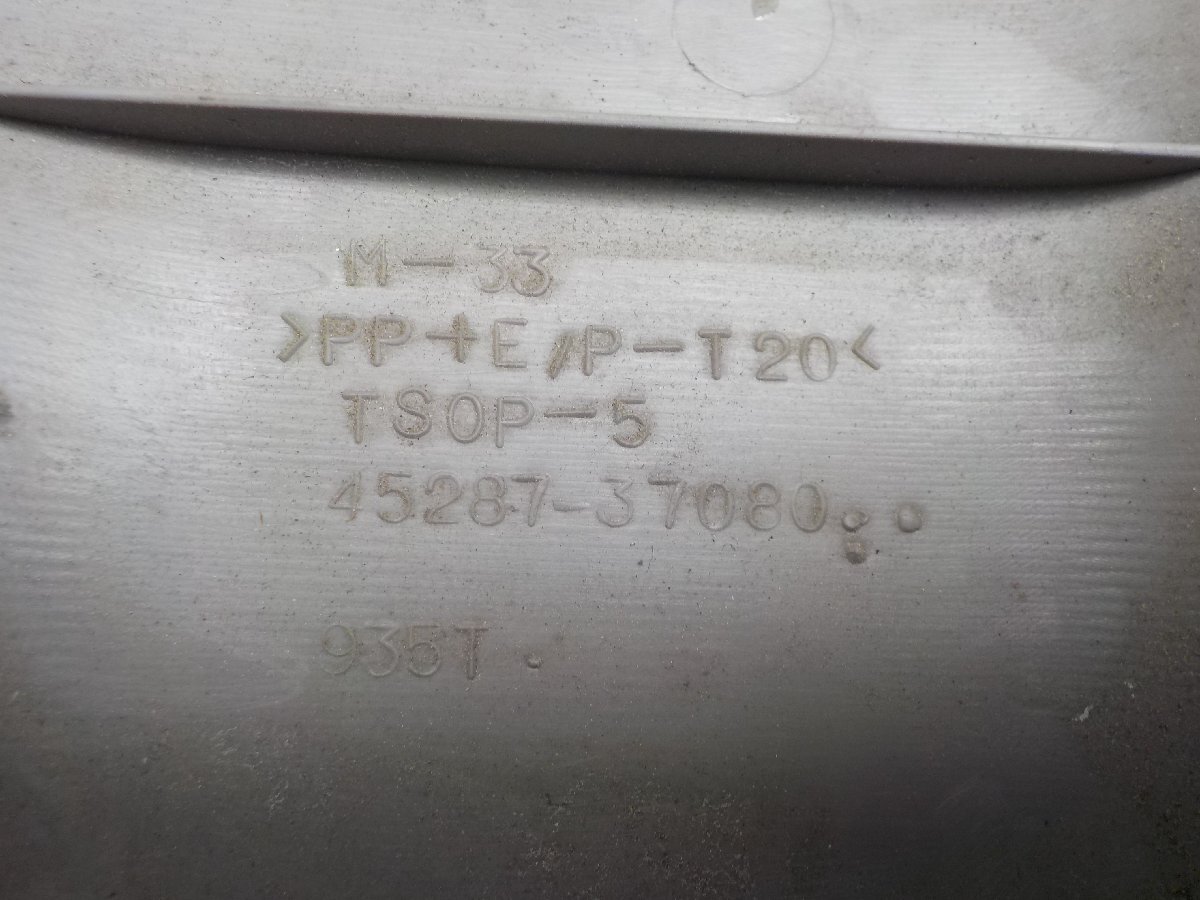 M-33
>PP+E/P-T20<
TSOP-5
45287-37080
935T.